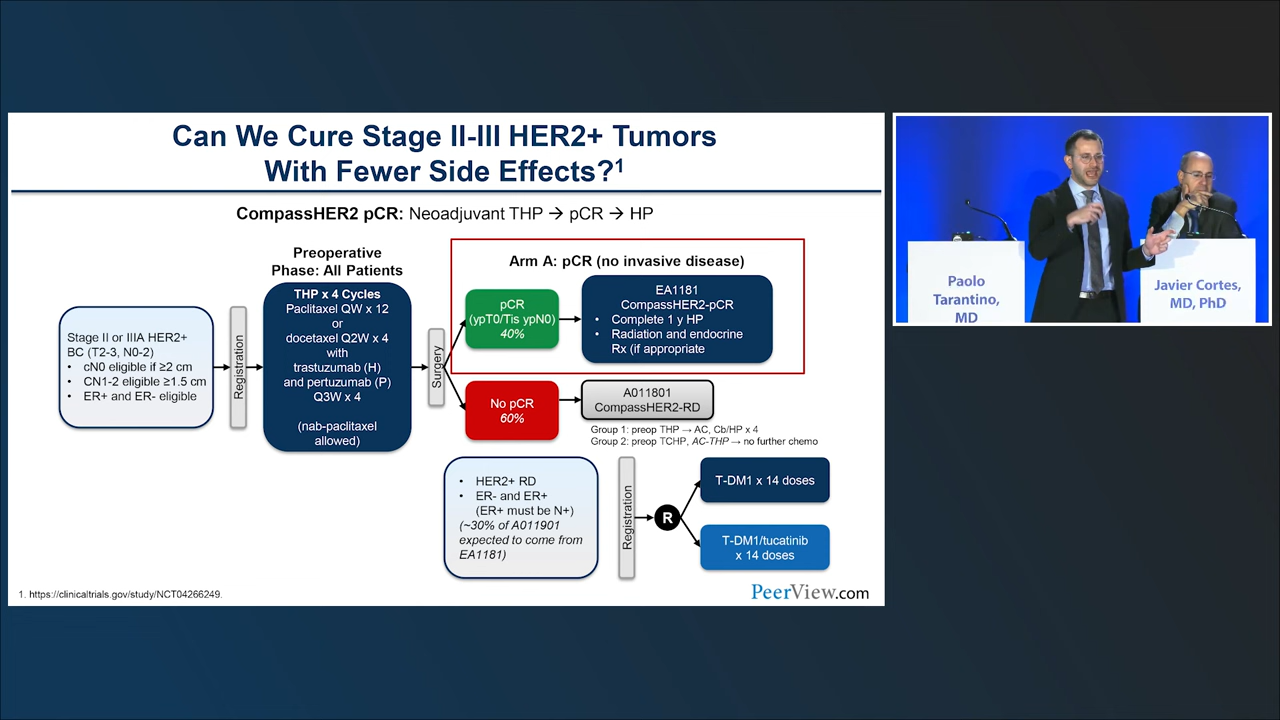 Can We Cure Stage II-III HER2+ Tumors
With Fewer Side Effects?1
CompassHER2 pCR: Neoadjuvant THP → pCR → HP
Preoperative
Phase: All Patients
Stage II or IIIA HER2+
BC (T2-3, N0-2)
• cN0 eligible if ≥2 cm
• CN1-2 eligible ≥1.5 cm
• ER+ and ER- eligible
Registration
THP x 4 Cycles
Paclitaxel QW x 12
or
docetaxel Q2W x 4
with
trastuzumab (H)
and pertuzumab (P)
Q3W x 4
(nab-paclitaxel
allowed)
Surgery
Arm A: pCR (no invasive disease)
pCR
(ypT0/Tis ypN0)
40%
EA1181
CompassHER2-pCR
• Complete 1 y HP
• Radiation and endocrine
Rx (if appropriate
No pCR
60%
A011801
CompassHER2-RD
Group 1: preop THP → AC, Cb/HP x 4
Group 2: preop TCHP, AC-THP → no further chemo
• HER2+ RD
• ER- and ER+
(ER+ must be N+)
(~30% of A011901
expected to come from
EA1181)
Registration
R
T-DM1 x 14 doses
T-DM1/tucatinib
x 14 doses
1. https://clinicaltrials.gov/study/NCT04266249.
PeerView.com
Paolo
Tarantino,
MD
Javier Cortes,
MD, PhD